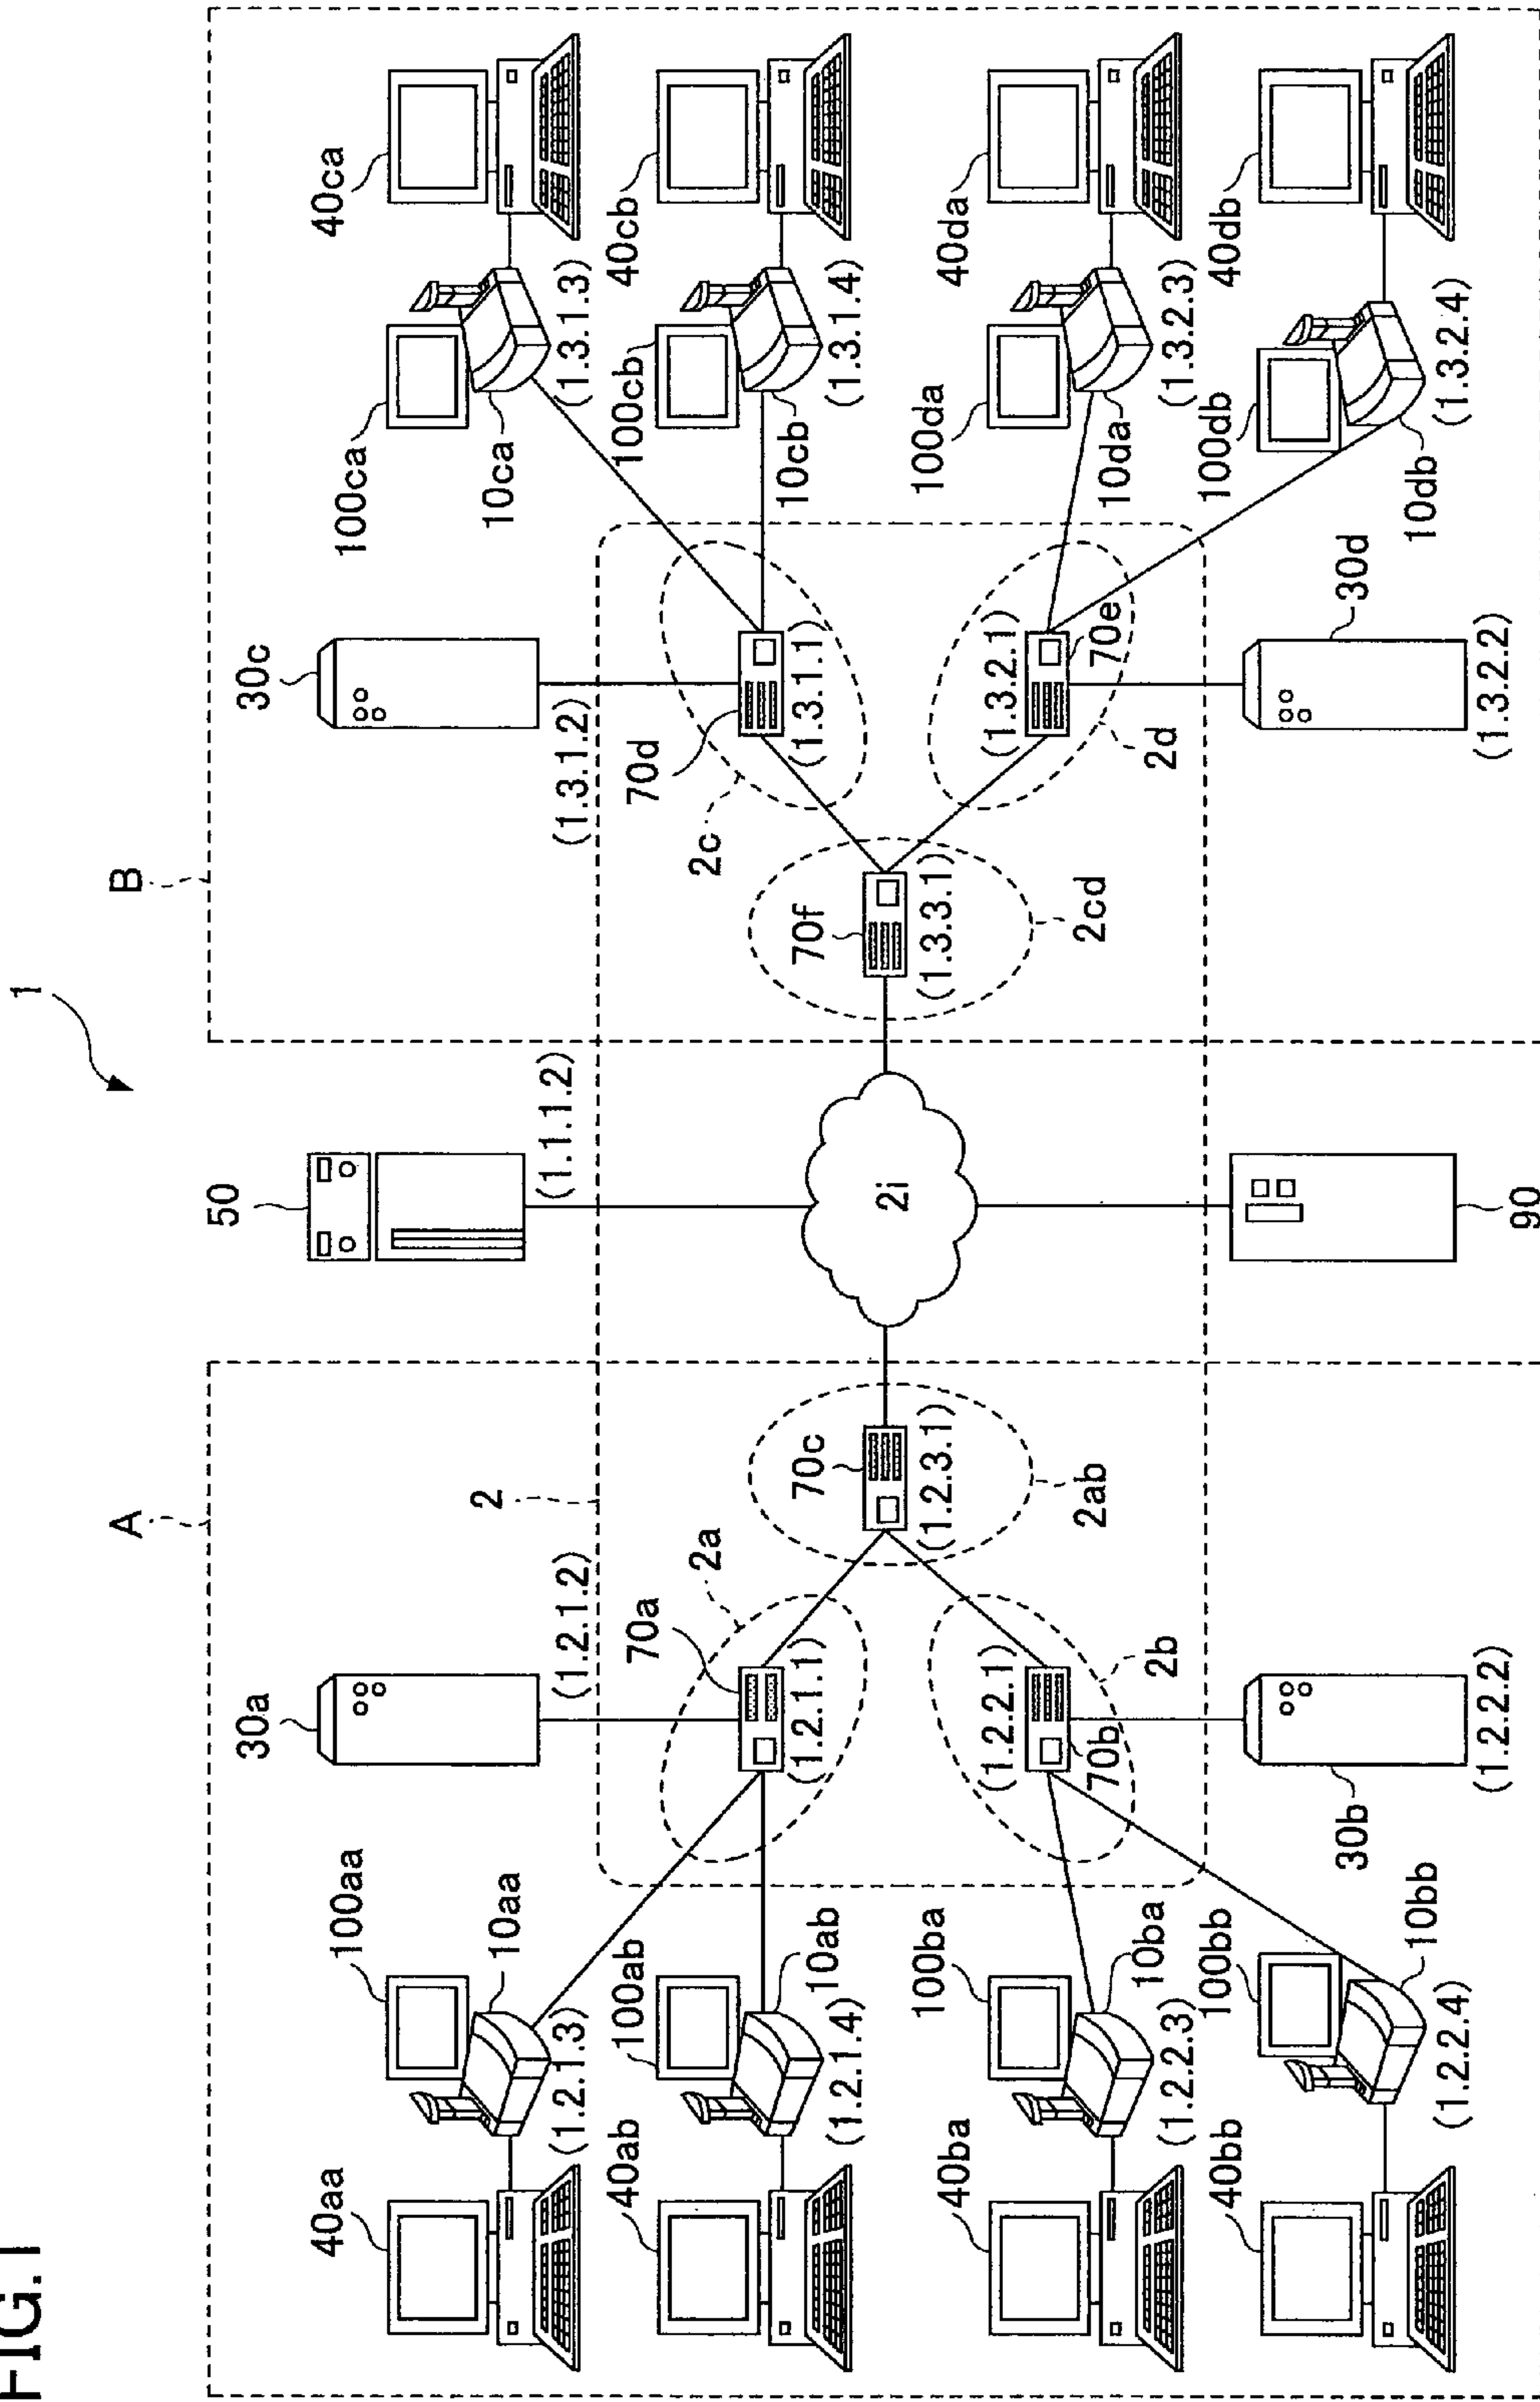 FIG.1
1
A
B
50
(1.1.1.2)
30a
(1.2.1.2)
30c
(1.3.1.2)
2
40aa
100aa
10aa
(1.2.1.3)
70a
2a
(1.2.1.1)
70d
2c
(1.3.1.1)
100ca
10ca
(1.3.1.3)
40ca
40ab
100ab
10ab
(1.2.1.4)
100cb
10cb
(1.3.1.4)
40cb
70c
(1.2.3.1)
2ab
2i
70f
(1.3.3.1)
2cd
40ba
100ba
10ba
(1.2.2.3)
(1.2.2.1)
70b
2b
(1.3.2.1)
70e
2d
100da
10da
(1.3.2.3)
40da
40bb
100bb
10bb
(1.2.2.4)
30b
(1.2.2.2)
90
30d
(1.3.2.2)
100db
10db
(1.3.2.4)
40db